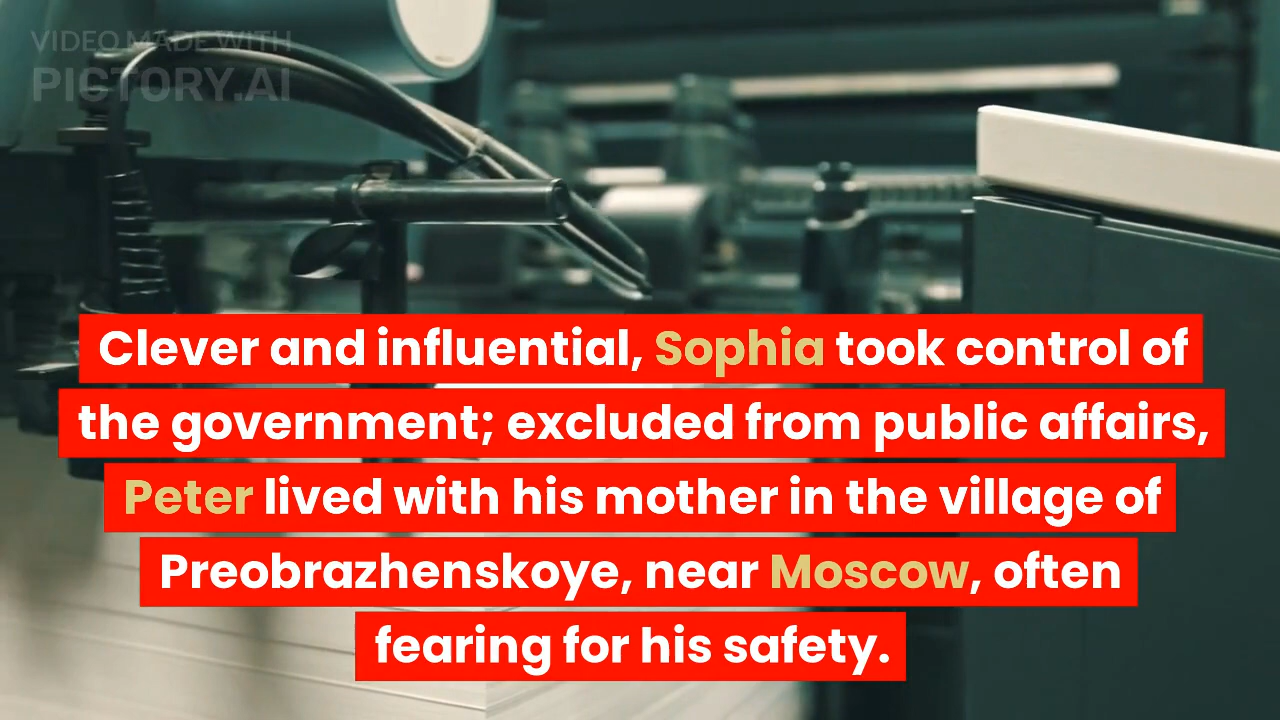 VIDEO MADE WITH
PICTORY.AI
Clever and influential, Sophia took control of
the government; excluded from public affairs,
Peter lived with his mother in the village of
Preobrazhenskoye, near Moscow, often
fearing for his safety.